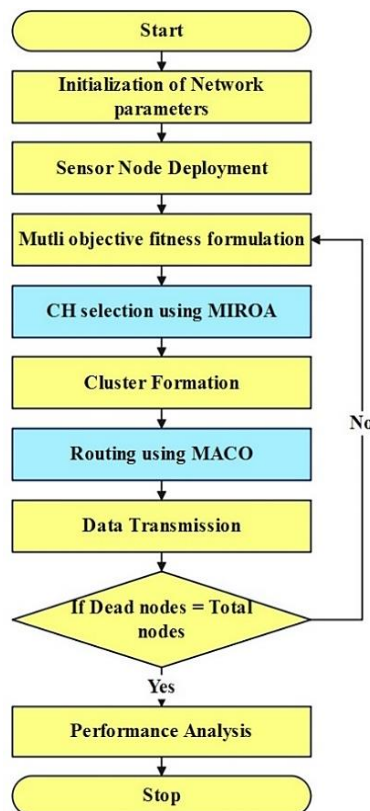 Start
Initialization of Network
parameters
Sensor Node Deployment
Mutli objective fitness formulation
CH selection using MIROA
Cluster Formation
No
Routing using MACO
Data Transmission
If Dead nodes = Total
nodes
Yes
Performance Analysis
Stop